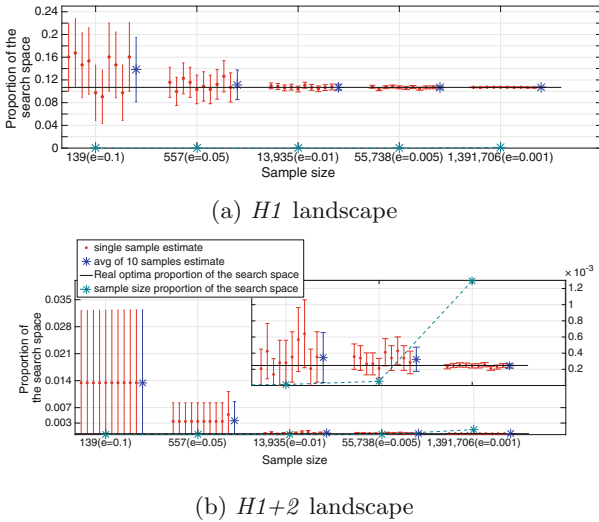 0.24
0.2
0.16
0.12
0.08
0.04
0
Proportion of the
search space
139(e=0.1) 557(e=0.05) 13,935(e=0.01) 55,738(e=0.005) 1,391,706(e=0.001)
Sample size
(a) H1 landscape
single sample estimate
avg of 10 samples estimate
Real optima proportion of the search space
sample size proportion of the search space
×10⁻³
1.2
1
0.8
0.6
0.4
0.2
0.035
0.028
0.021
0.014
0.007
0.003
Proportion of
the search space
139(e=0.1) 557(e=0.05) 13,935(e=0.01) 55,738(e=0.005) 1,391,706(e=0.001)
Sample size
(b) H1+2 landscape